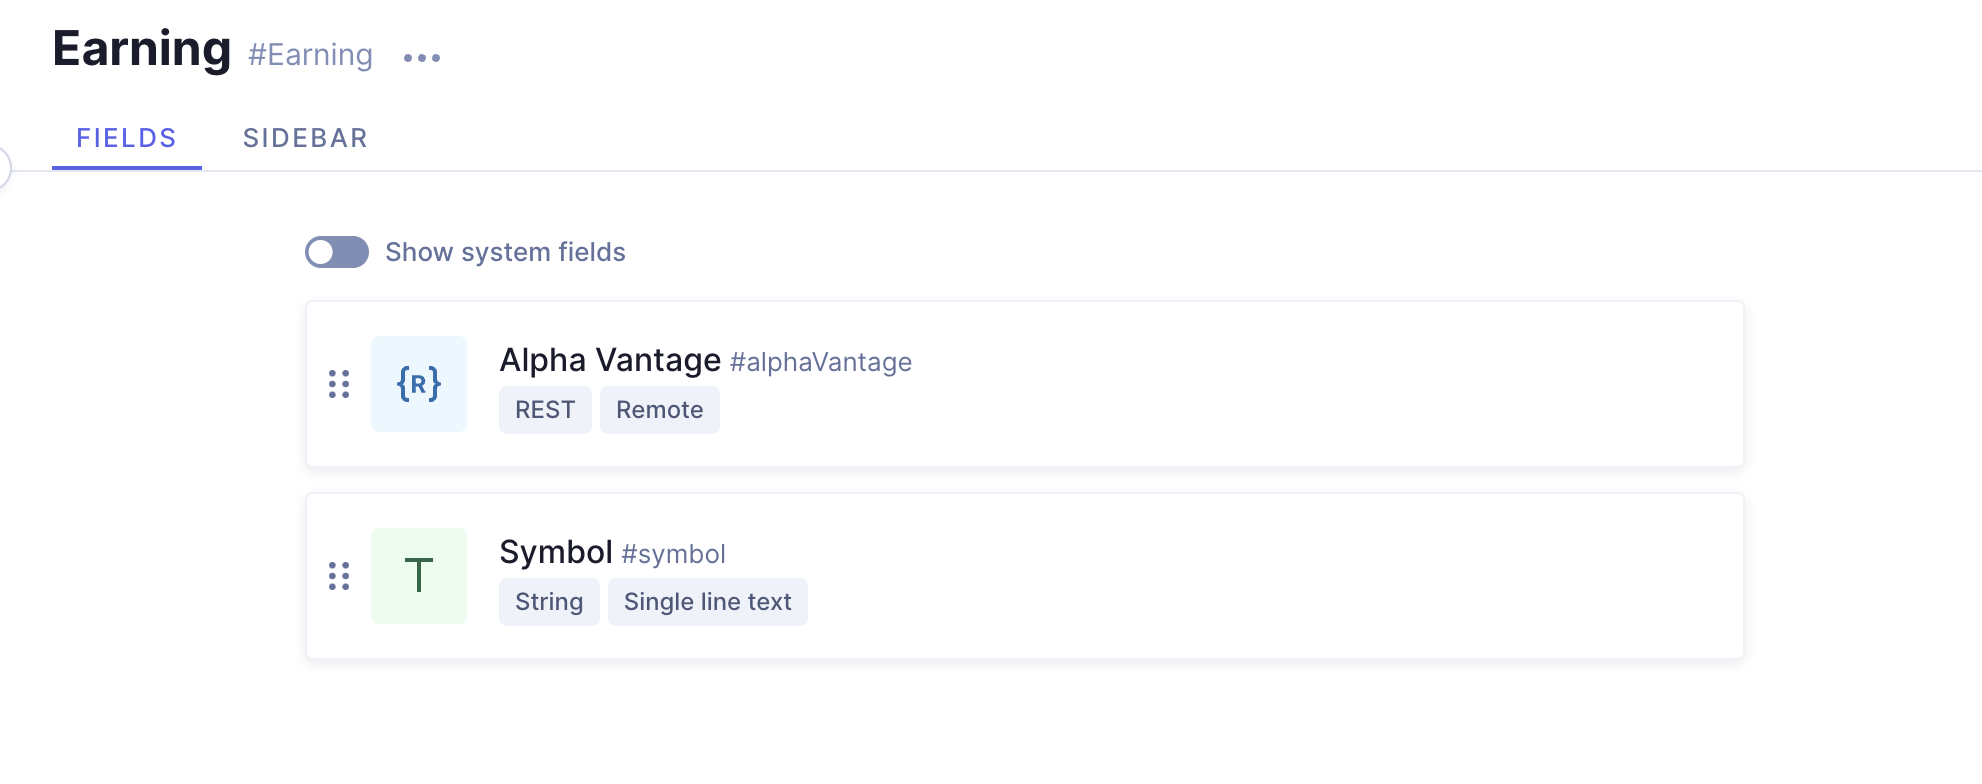 Earning #Earning
FIELDS SIDEBAR
Show system fields
{R} Alpha Vantage #alphaVantage
REST Remote
T Symbol #symbol
String Single line text